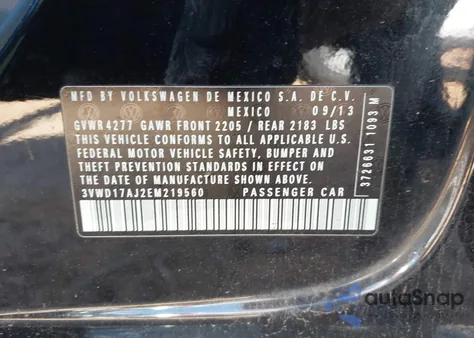 MFD BY VOLKSWAGEN DE MEXICO S.A. DE C.V.
MEXICO 09/13
GVWR 4277 GAWR FRONT 2205 / REAR 2183 LBS
THIS VEHICLE CONFORMS TO ALL APPLICABLE U.S.
FEDERAL MOTOR VEHICLE SAFETY, BUMPER AND
THEFT PREVENTION STANDARDS IN EFFECT ON THE
DATE OF MANUFACTURE SHOWN ABOVE.
3VWD17AJ2EM219560 PASSENGER CAR
3726631 1093 M
autoSnap